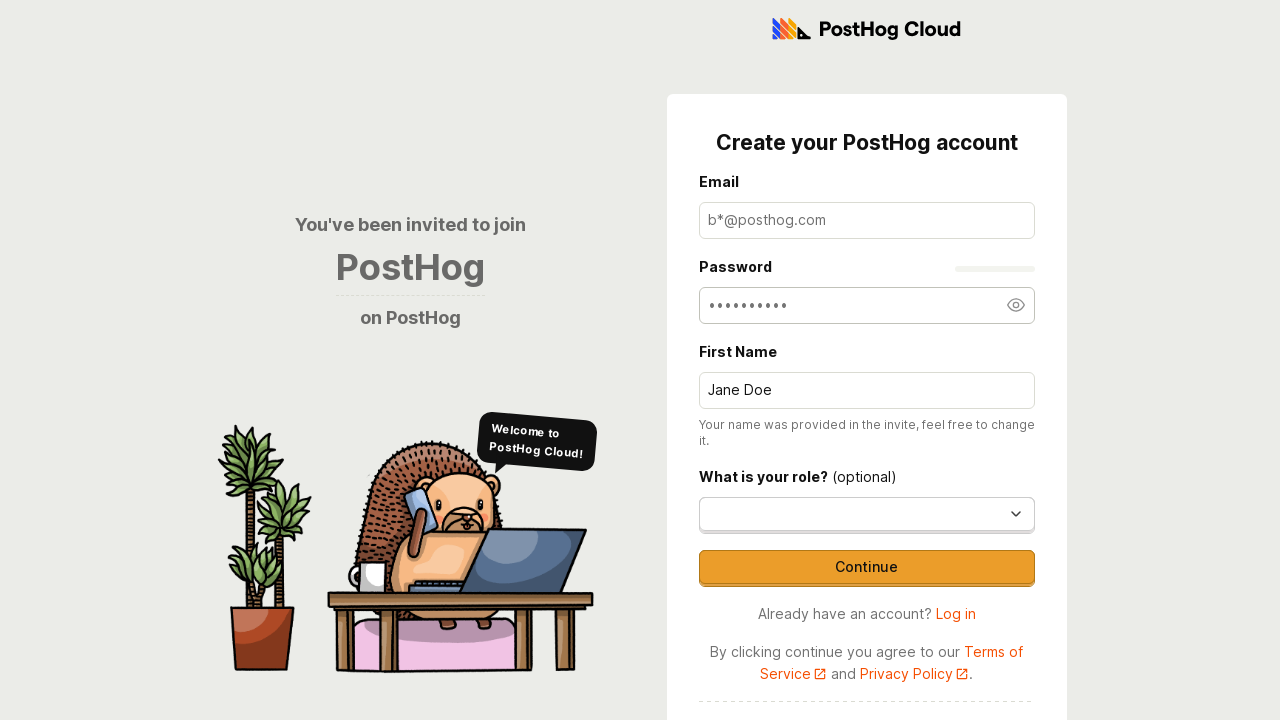 PostHog Cloud
You've been invited to join
PostHog
on PostHog
Welcome to
PostHog Cloud!
Create your PostHog account
Email
b*@posthog.com
Password
••••••••••
First Name
Jane Doe
Your name was provided in the invite, feel free to change
it.
What is your role? (optional)
Continue
Already have an account? Log in
By clicking continue you agree to our Terms of
Service and Privacy Policy.